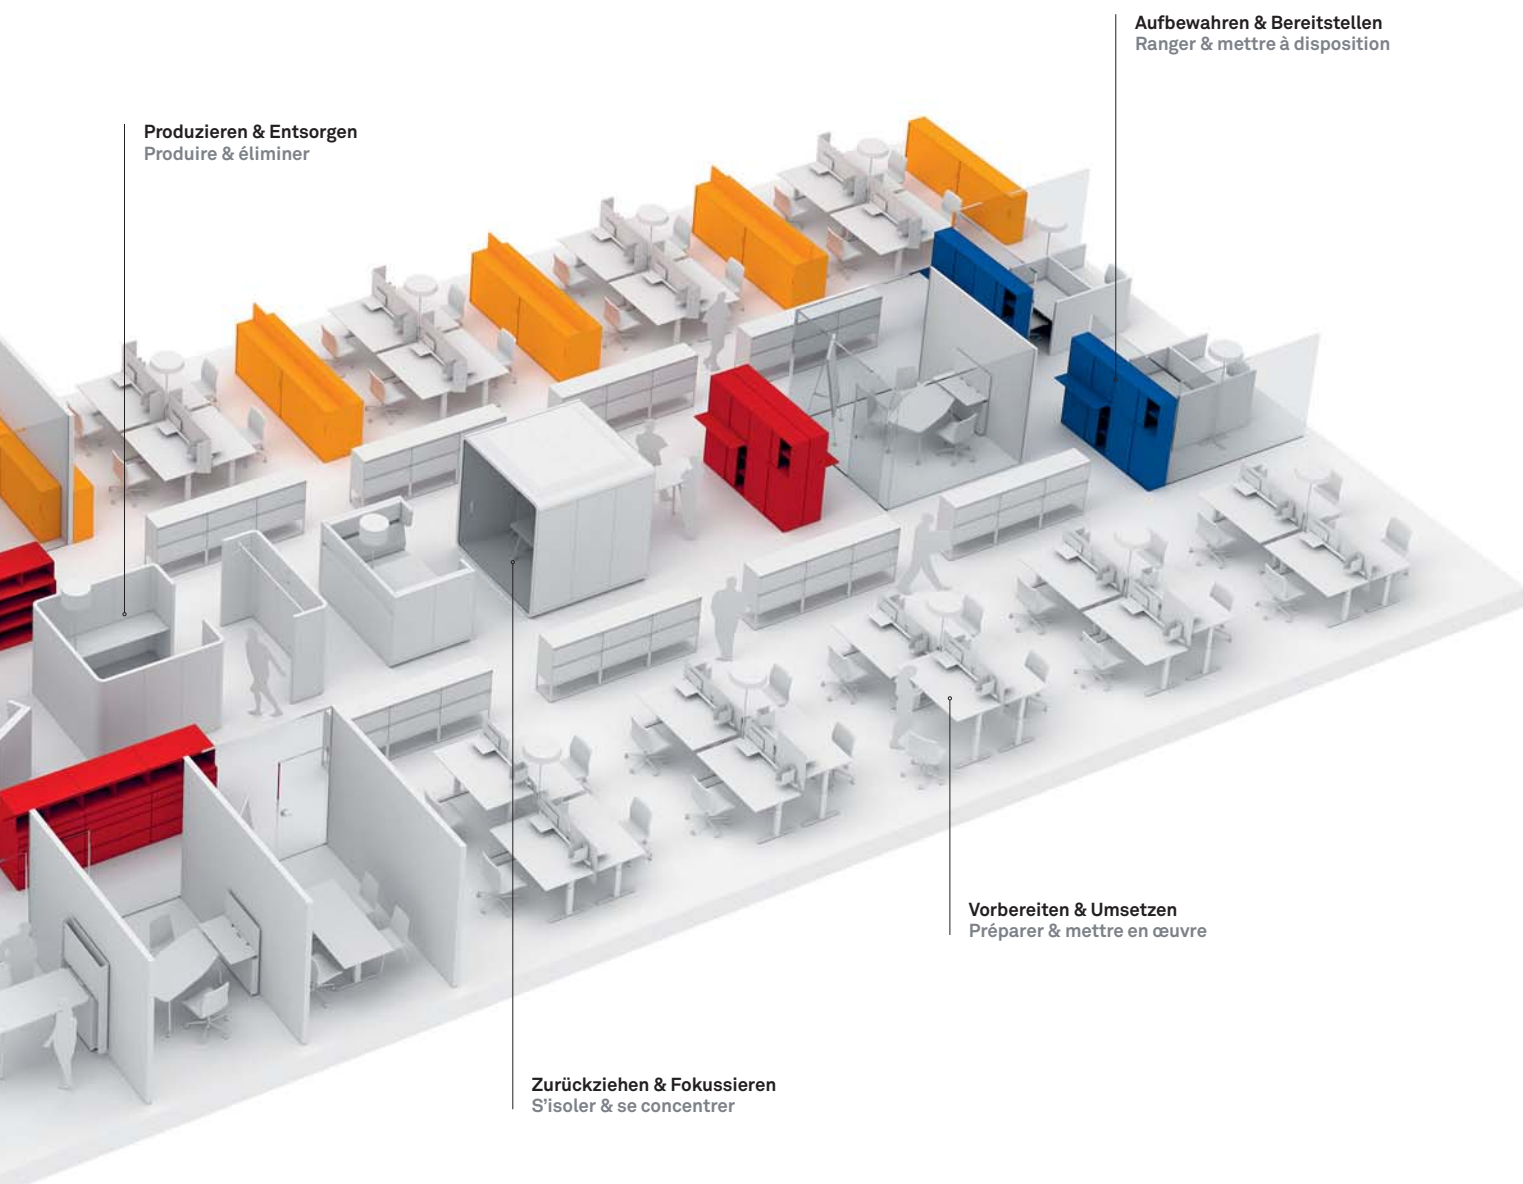 Aufbewahren & Bereitstellen
Ranger & mettre à disposition
Produzieren & Entsorgen
Produire & éliminer
Vorbereiten & Umsetzen
Préparer & mettre en œuvre
Zurückziehen & Fokussieren
S’isoler & se concentrer